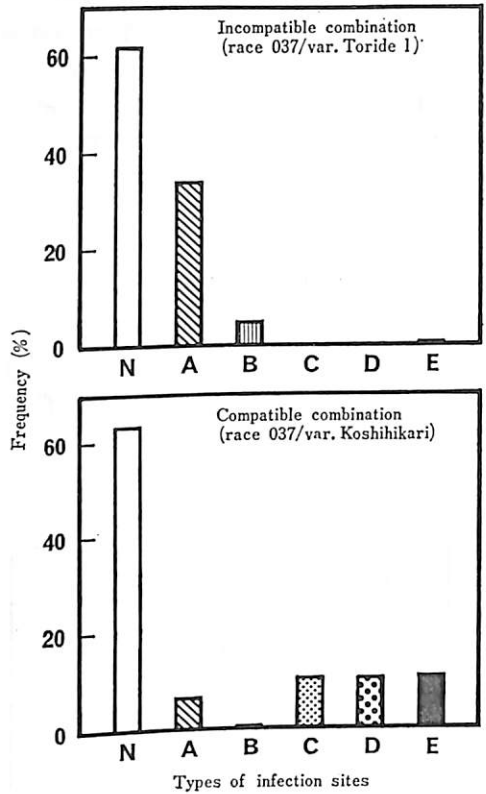 Incompatible combination
(race 037/var. Toride 1)
60
40
20
0
N A B C D E
Frequency (%)
Compatible combination
(race 037/var. Koshihikari)
60
40
20
0
N A B C D E
Types of infection sites